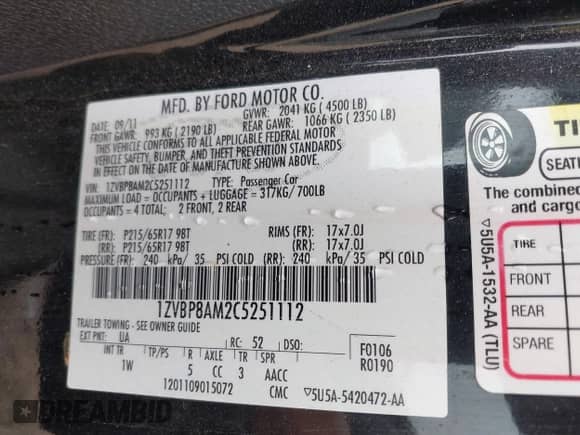 MFD. BY FORD MOTOR CO.
DATE: 09/11 GVWR: 2041 KG ( 4500 LB)
FRONT GAWR: 993 KG ( 2190 LB) REAR GAWR: 1066 KG ( 2350 LB)
THIS VEHICLE CONFORMS TO ALL APPLICABLE FEDERAL MOTOR
VEHICLE SAFETY, BUMPER, AND THEFT PREVENTION STANDARDS
IN EFFECT ON THE DATE OF MANUFACTURE SHOWN ABOVE.
VIN: 1ZVBP8AM2C5251112 TYPE: Passenger Car
MAXIMUM LOAD = OCCUPANTS + LUGGAGE = 317KG/ 700LB
OCCUPANTS = 4 TOTAL: 2 FRONT, 2 REAR
TIRE (FR): P215/65R17 98T RIMS (FR): 17x7.0J
(RR): P215/65R17 98T (RR): 17x7.0J
PRESSURE (FR): 240 kPa/ 35 PSI COLD (RR): 240 kPa/ 35 PSI COLD
1ZVBP8AM2C5251112
TRAILER TOWING - SEE OWNER GUIDE
EXT PNT: UA RC: 52 DSO: F0106
INT TR TP/PS R AXLE TR SPR R0190
1W 5 CC 3 AACC
1201109015072 CMC ▽5U5A-5420472-AA
TI
SEATI
The combined
and cargo
TIRE
FRONT
REAR
SPARE
▽5U5A-1532-AA (TLU)
DREAMBID